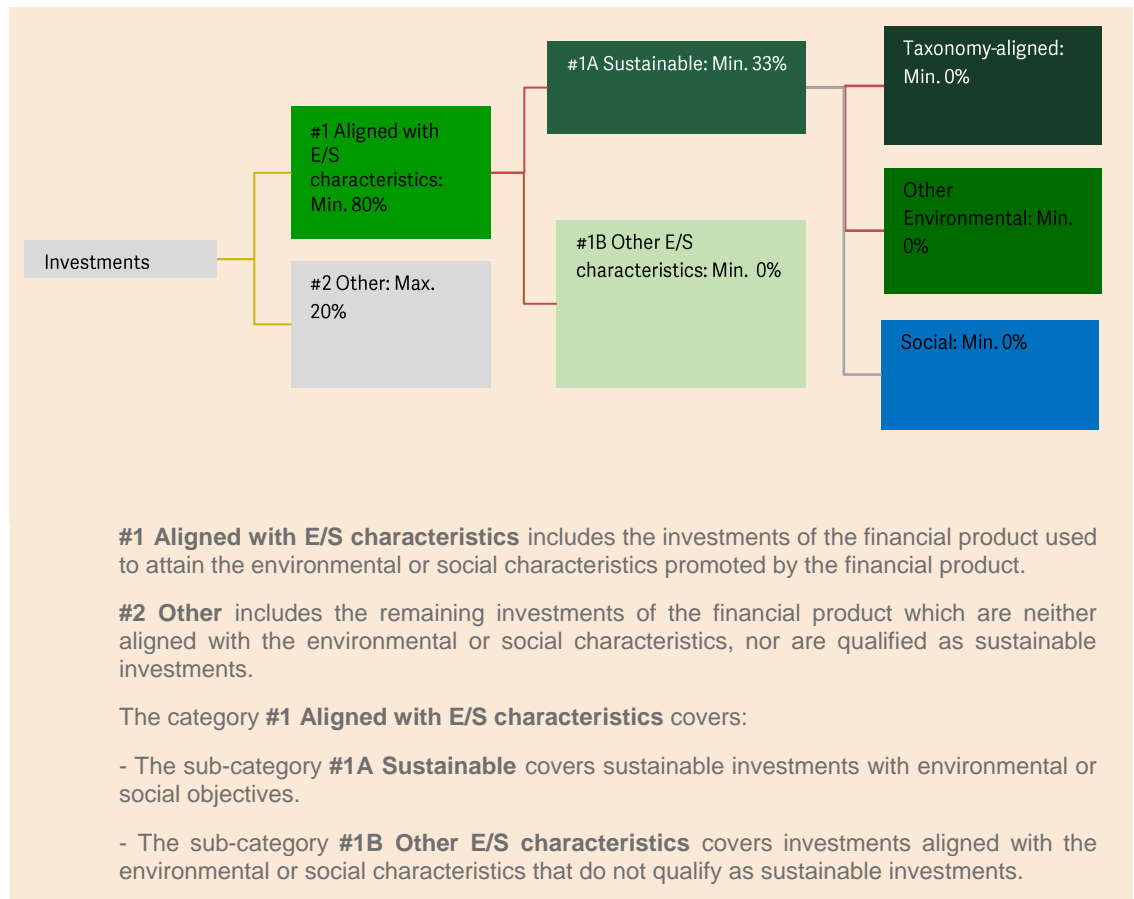 Investments
#1 Aligned with
E/S
characteristics:
Min. 80%
#2 Other: Max.
20%
#1A Sustainable: Min. 33%
#1B Other E/S
characteristics: Min. 0%
Taxonomy-aligned:
Min. 0%
Other
Environmental: Min.
0%
Social: Min. 0%
#1 Aligned with E/S characteristics includes the investments of the financial product used
to attain the environmental or social characteristics promoted by the financial product.
#2 Other includes the remaining investments of the financial product which are neither
aligned with the environmental or social characteristics, nor are qualified as sustainable
investments.
The category #1 Aligned with E/S characteristics covers:
- The sub-category #1A Sustainable covers sustainable investments with environmental or
social objectives.
- The sub-category #1B Other E/S characteristics covers investments aligned with the
environmental or social characteristics that do not qualify as sustainable investments.